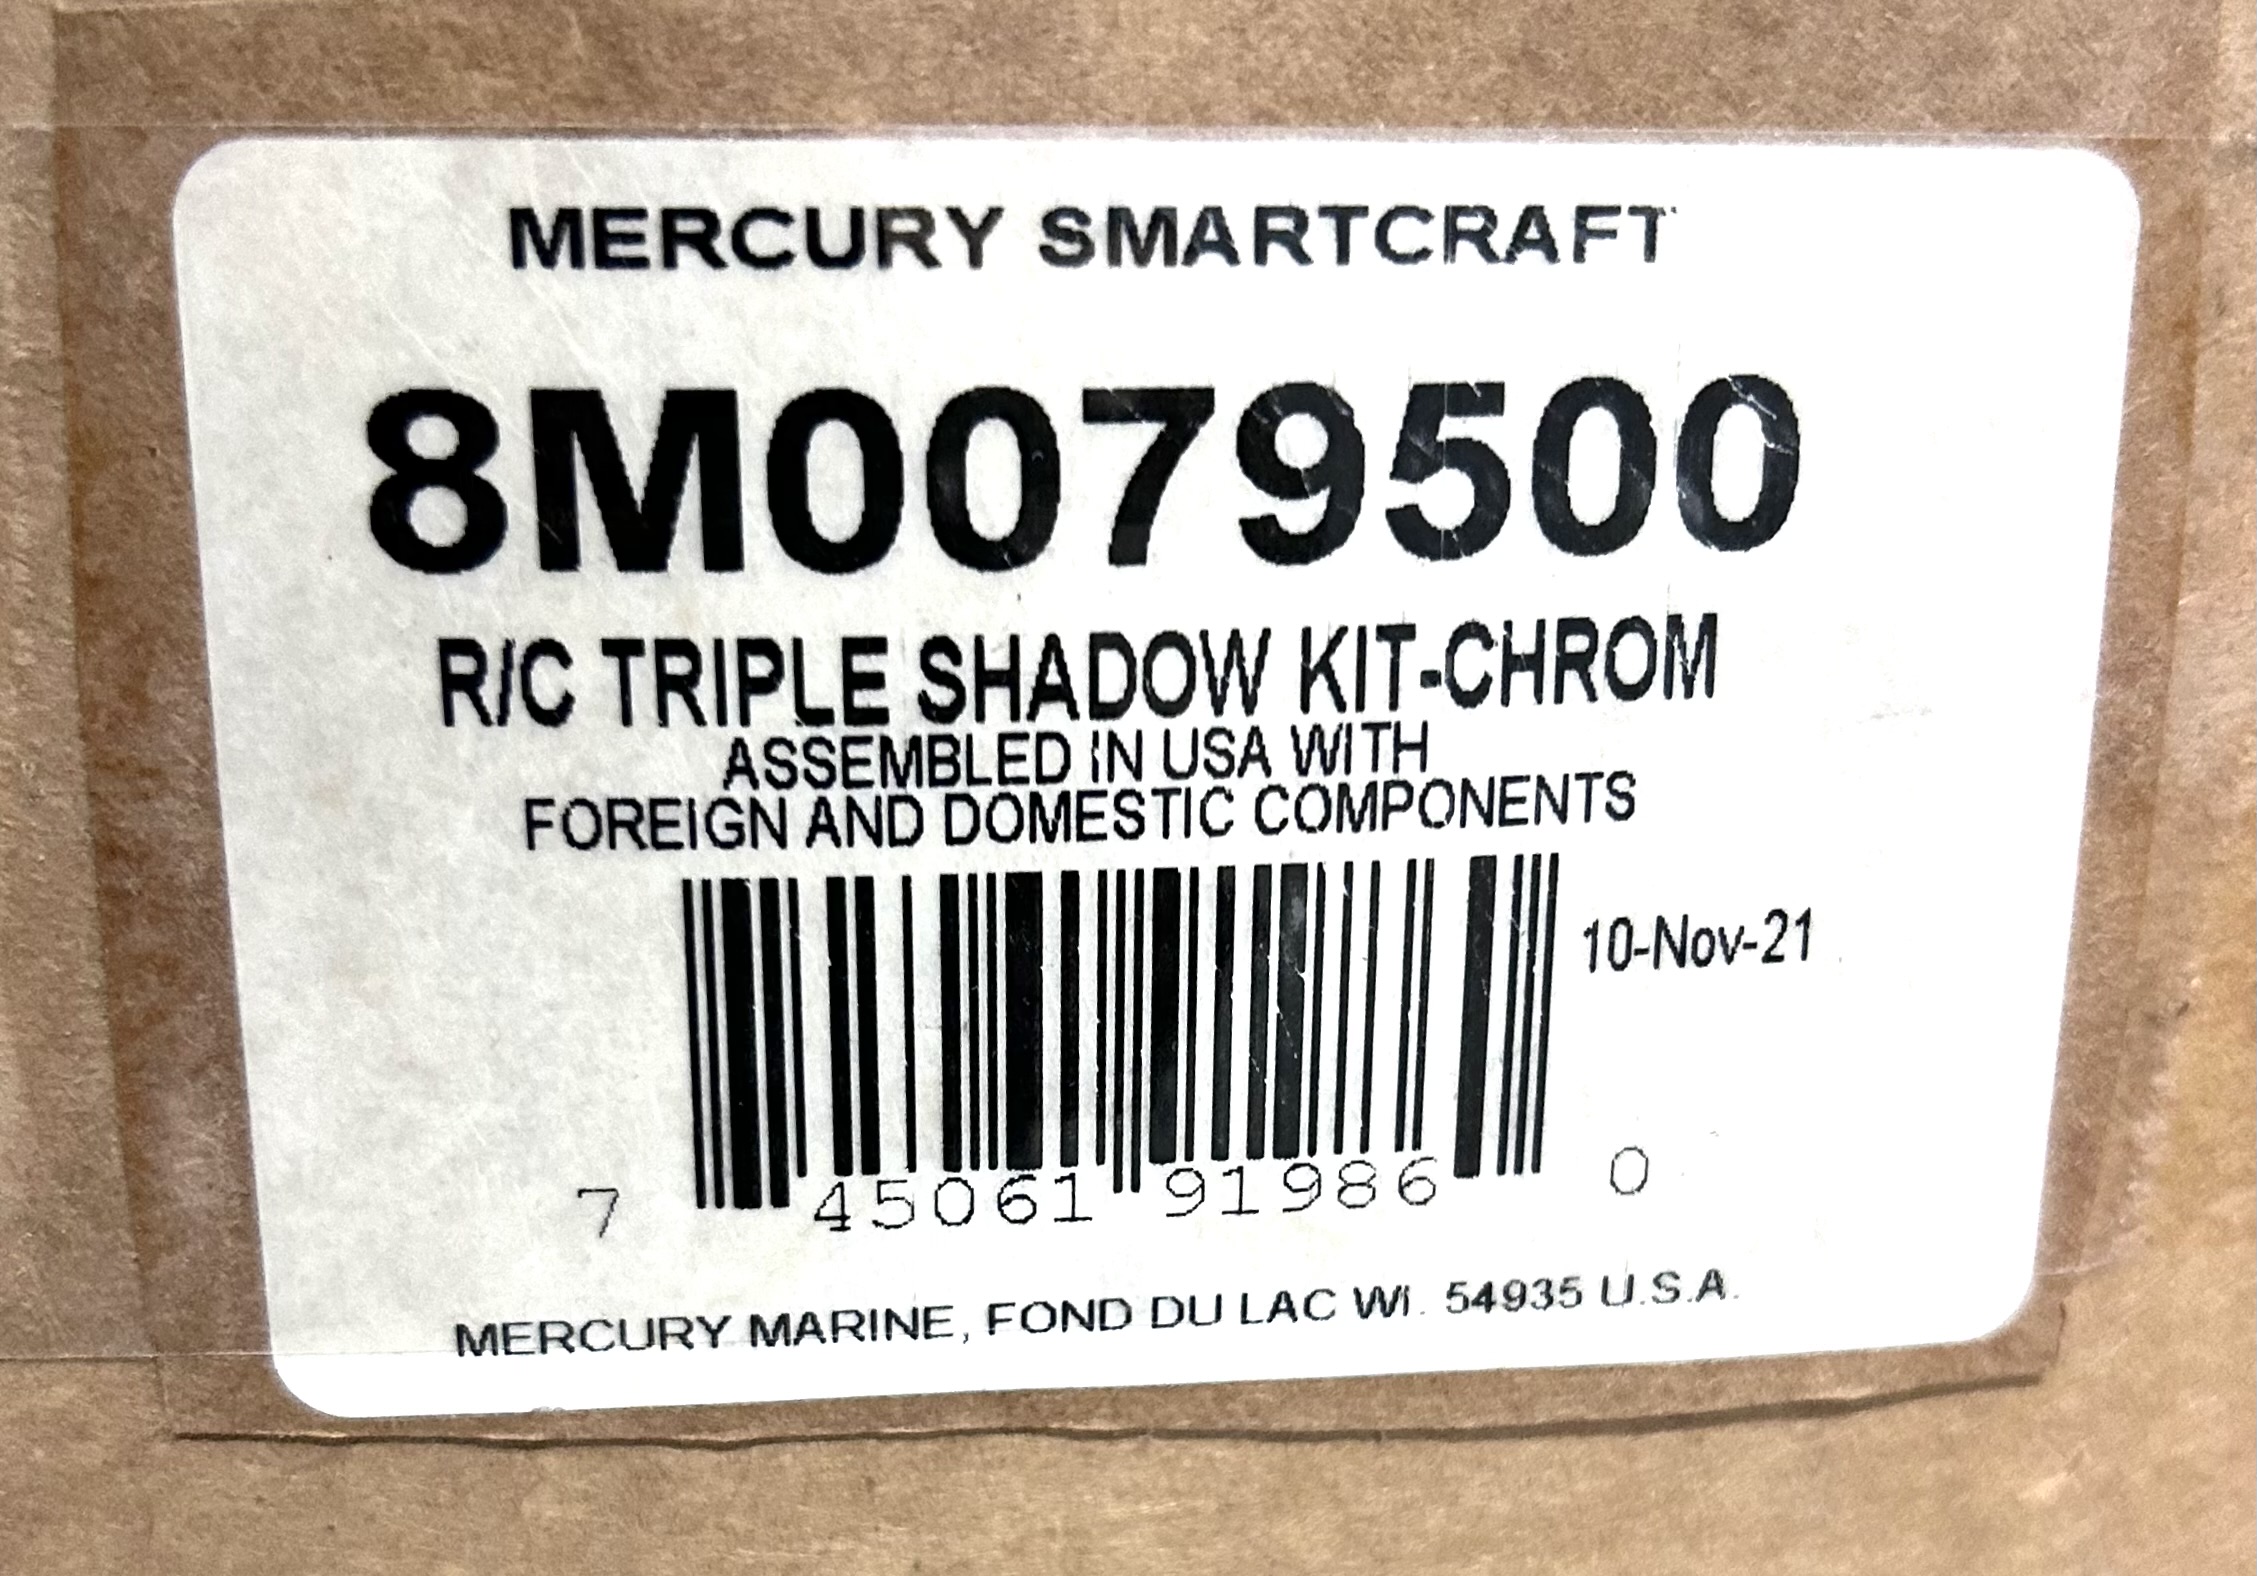 MERCURY SMARTCRAFT
8M0079500
R/C TRIPLE SHADOW KIT-CHROM
ASSEMBLED IN USA WITH
FOREIGN AND DOMESTIC COMPONENTS
10-Nov-21
7 45061 91986 0
MERCURY MARINE, FOND DU LAC WI. 54935 U.S.A.